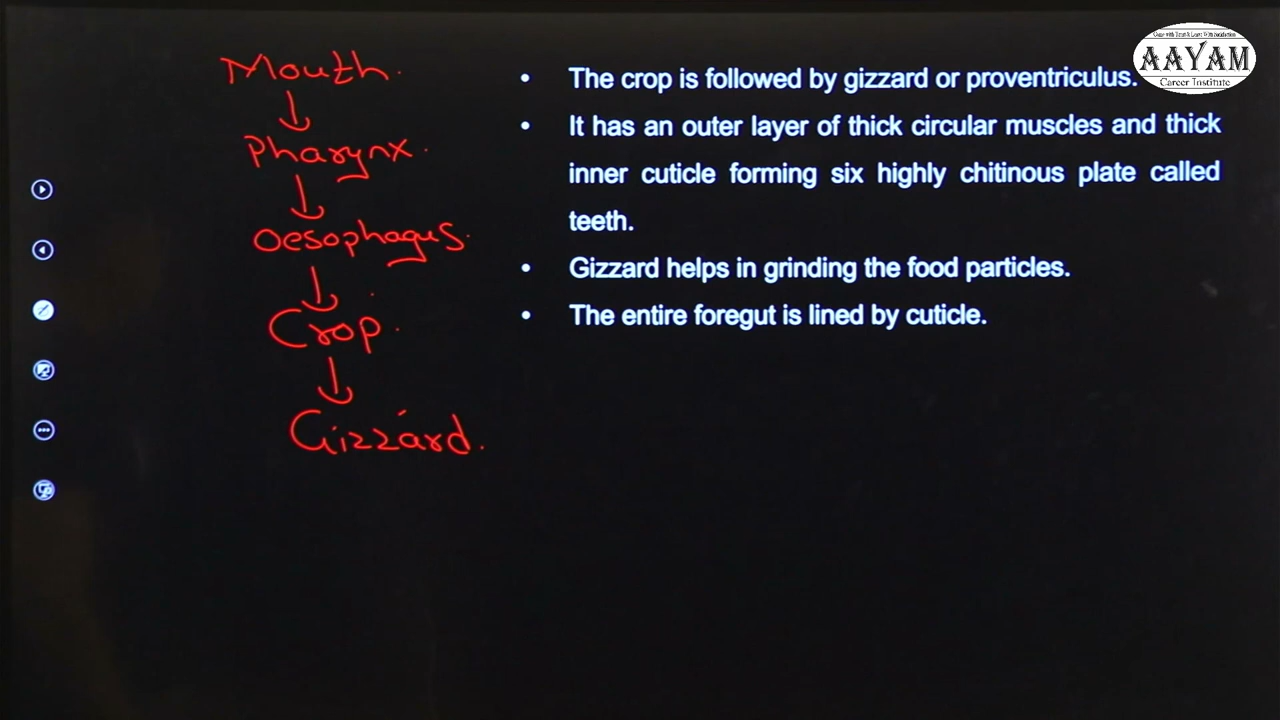 Mouth.
Pharynx.
Oesophagus.
Crop.
Gizzard.
• The crop is followed by gizzard or proventriculus.
• It has an outer layer of thick circular muscles and thick
inner cuticle forming six highly chitinous plate called
teeth.
• Gizzard helps in grinding the food particles.
• The entire foregut is lined by cuticle.
AAYAM
Career Institute